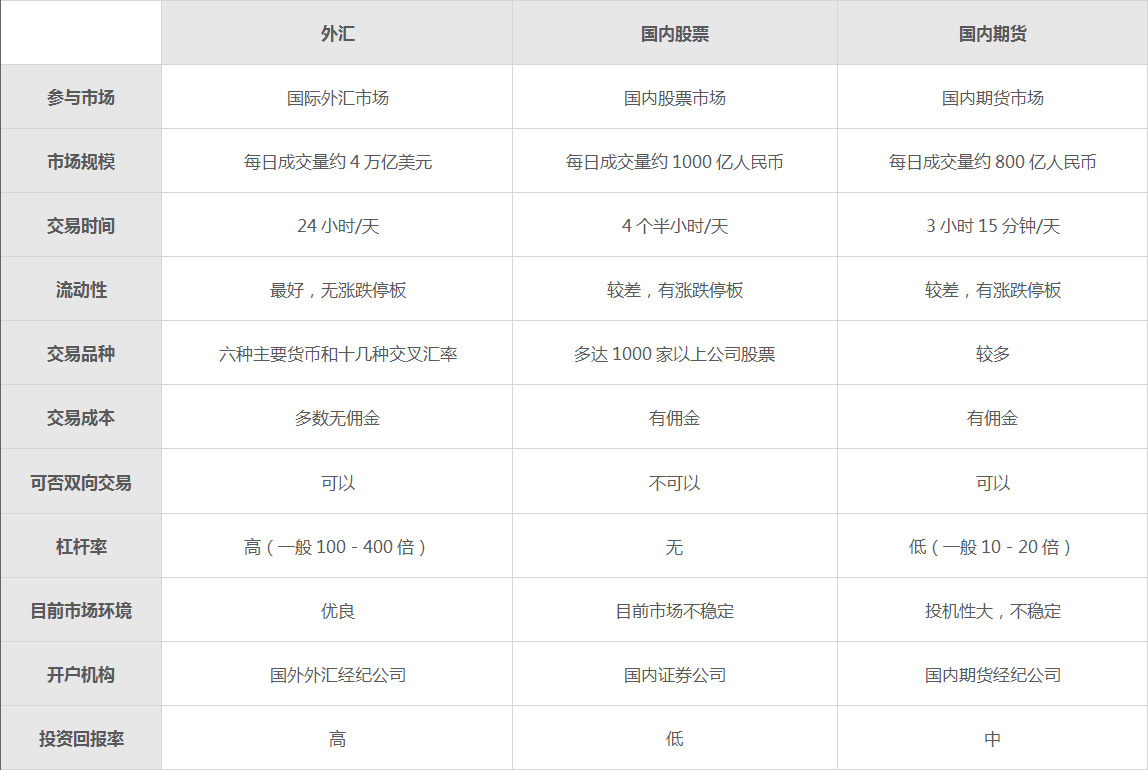 外汇 国内股票 国内期货
参与市场 国际外汇市场 国内股票市场 国内期货市场
市场规模 每日成交量约 4 万亿美元 每日成交量约 1000 亿人民币 每日成交量约 800 亿人民币
交易时间 24 小时/天 4 个半小时/天 3 小时 15 分钟/天
流动性 最好，无涨跌停板 较差，有涨跌停板 较差，有涨跌停板
交易品种 六种主要货币和十几种交叉汇率 多达 1000 家以上公司股票 较多
交易成本 多数无佣金 有佣金 有佣金
可否双向交易 可以 不可以 可以
杠杆率 高（一般 100 - 400 倍） 无 低（一般 10 - 20 倍）
目前市场环境 优良 目前市场不稳定 投机性大，不稳定
开户机构 国外外汇经纪公司 国内证券公司 国内期货经纪公司
投资回报率 高 低 中